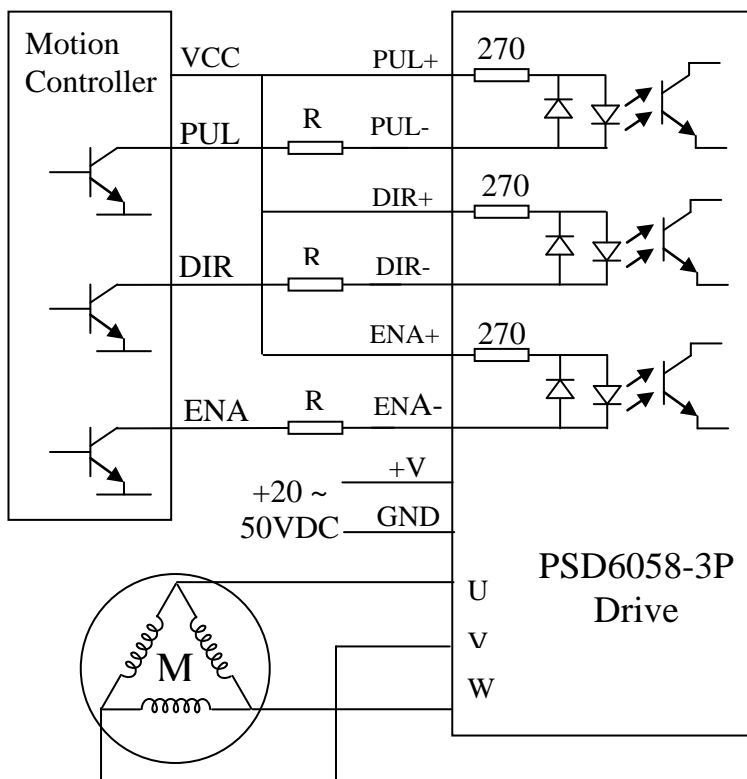 Motion
Controller
VCC
PUL+
270
PUL
R
PUL-
DIR+
270
DIR
R
DIR-
ENA+
270
ENA
R
ENA-
+V
+20 ~
50VDC
GND
PSD6058-3P
Drive
U
V
W
M